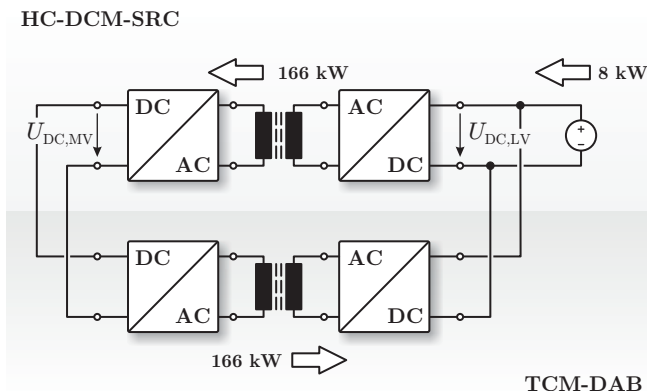 HC-DCM-SRC
166 kW
8 kW
DC
AC
U_DC,MV
U_DC,LV
+
−
AC
DC
DC
AC
AC
DC
166 kW
TCM-DAB